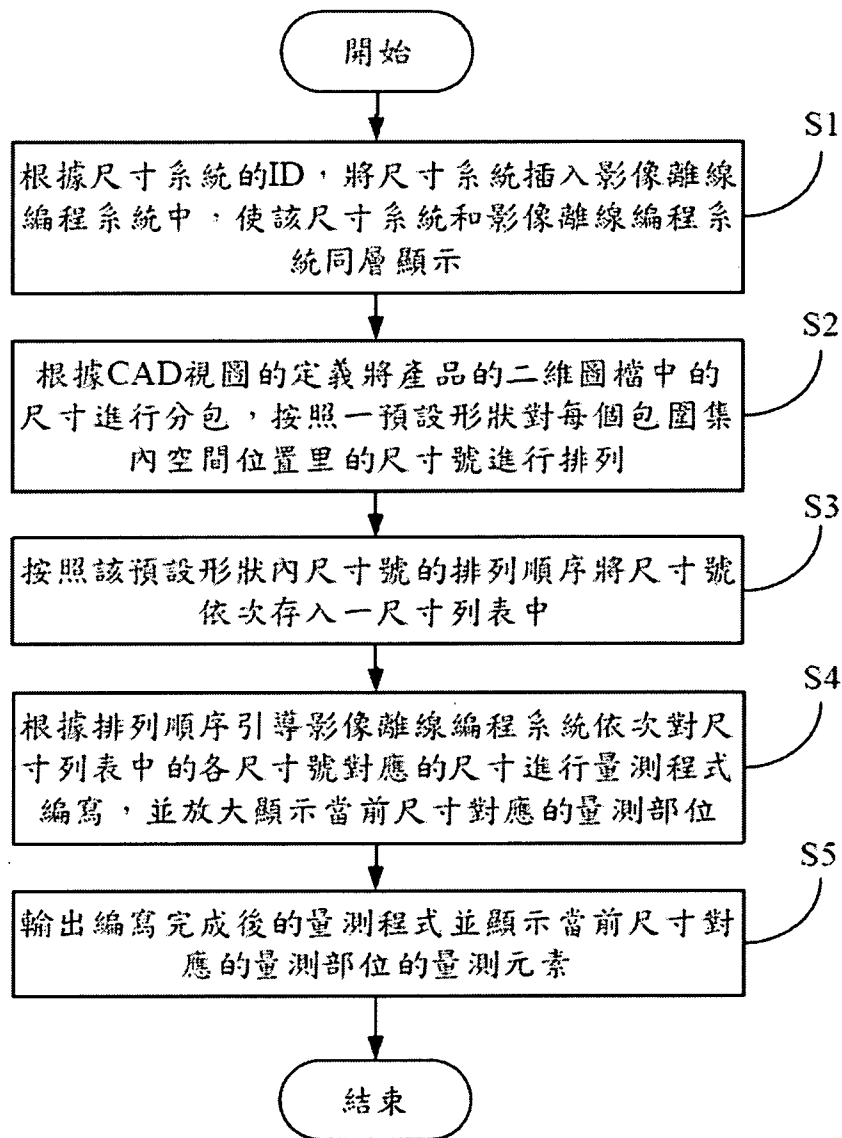 開始
S1
根據尺寸系統的ID,將尺寸系統插入影像離線
編程系統中,使該尺寸系統和影像離線編程系
統同層顯示
S2
根據CAD視圖的定義將產品的二維圖檔中的
尺寸進行分包,按照一預設形狀對每個包圍集
內空間位置里的尺寸號進行排列
S3
按照該預設形狀內尺寸號的排列順序將尺寸號
依次存入一尺寸列表中
S4
根據排列順序引導影像離線編程系統依次對尺
寸列表中的各尺寸號對應的尺寸進行量測程式
編寫,並放大顯示當前尺寸對應的量測部位
S5
輸出編寫完成後的量測程式並顯示當前尺寸對
應的量測部位的量測元素
結束